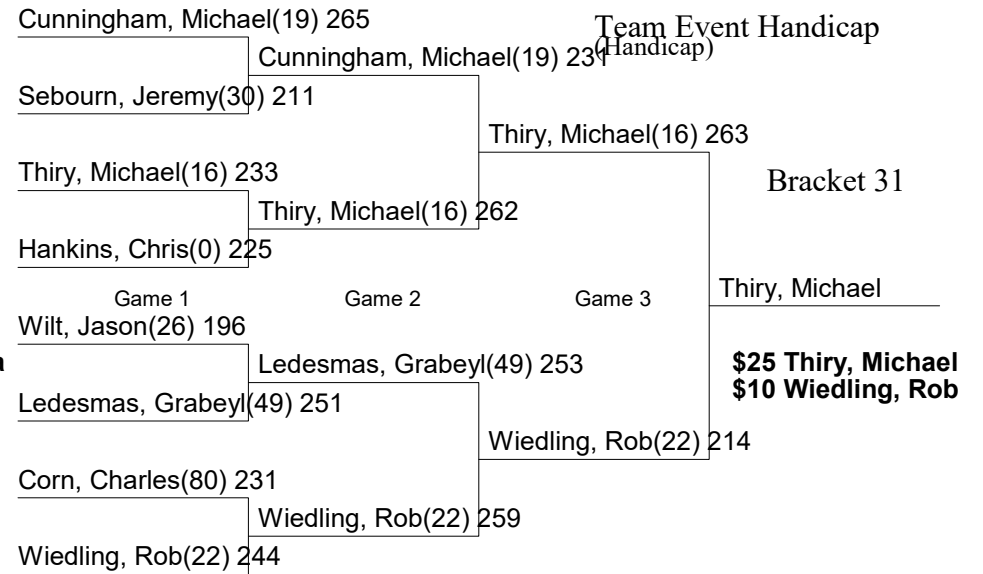 Cunningham, Michael(19) 265
Team Event Handicap
(Handicap)
Cunningham, Michael(19) 231
Sebourn, Jeremy(30) 211
Thiry, Michael(16) 263
Thiry, Michael(16) 233
Bracket 31
Thiry, Michael(16) 262
Hankins, Chris(0) 225
Game 1
Game 2
Game 3
Thiry, Michael
Wilt, Jason(26) 196
a
Ledesmas, Grabeyl(49) 253
$25 Thiry, Michael
$10 Wiedling, Rob
Ledesmas, Grabeyl(49) 251
Wiedling, Rob(22) 214
Corn, Charles(80) 231
Wiedling, Rob(22) 259
Wiedling, Rob(22) 244